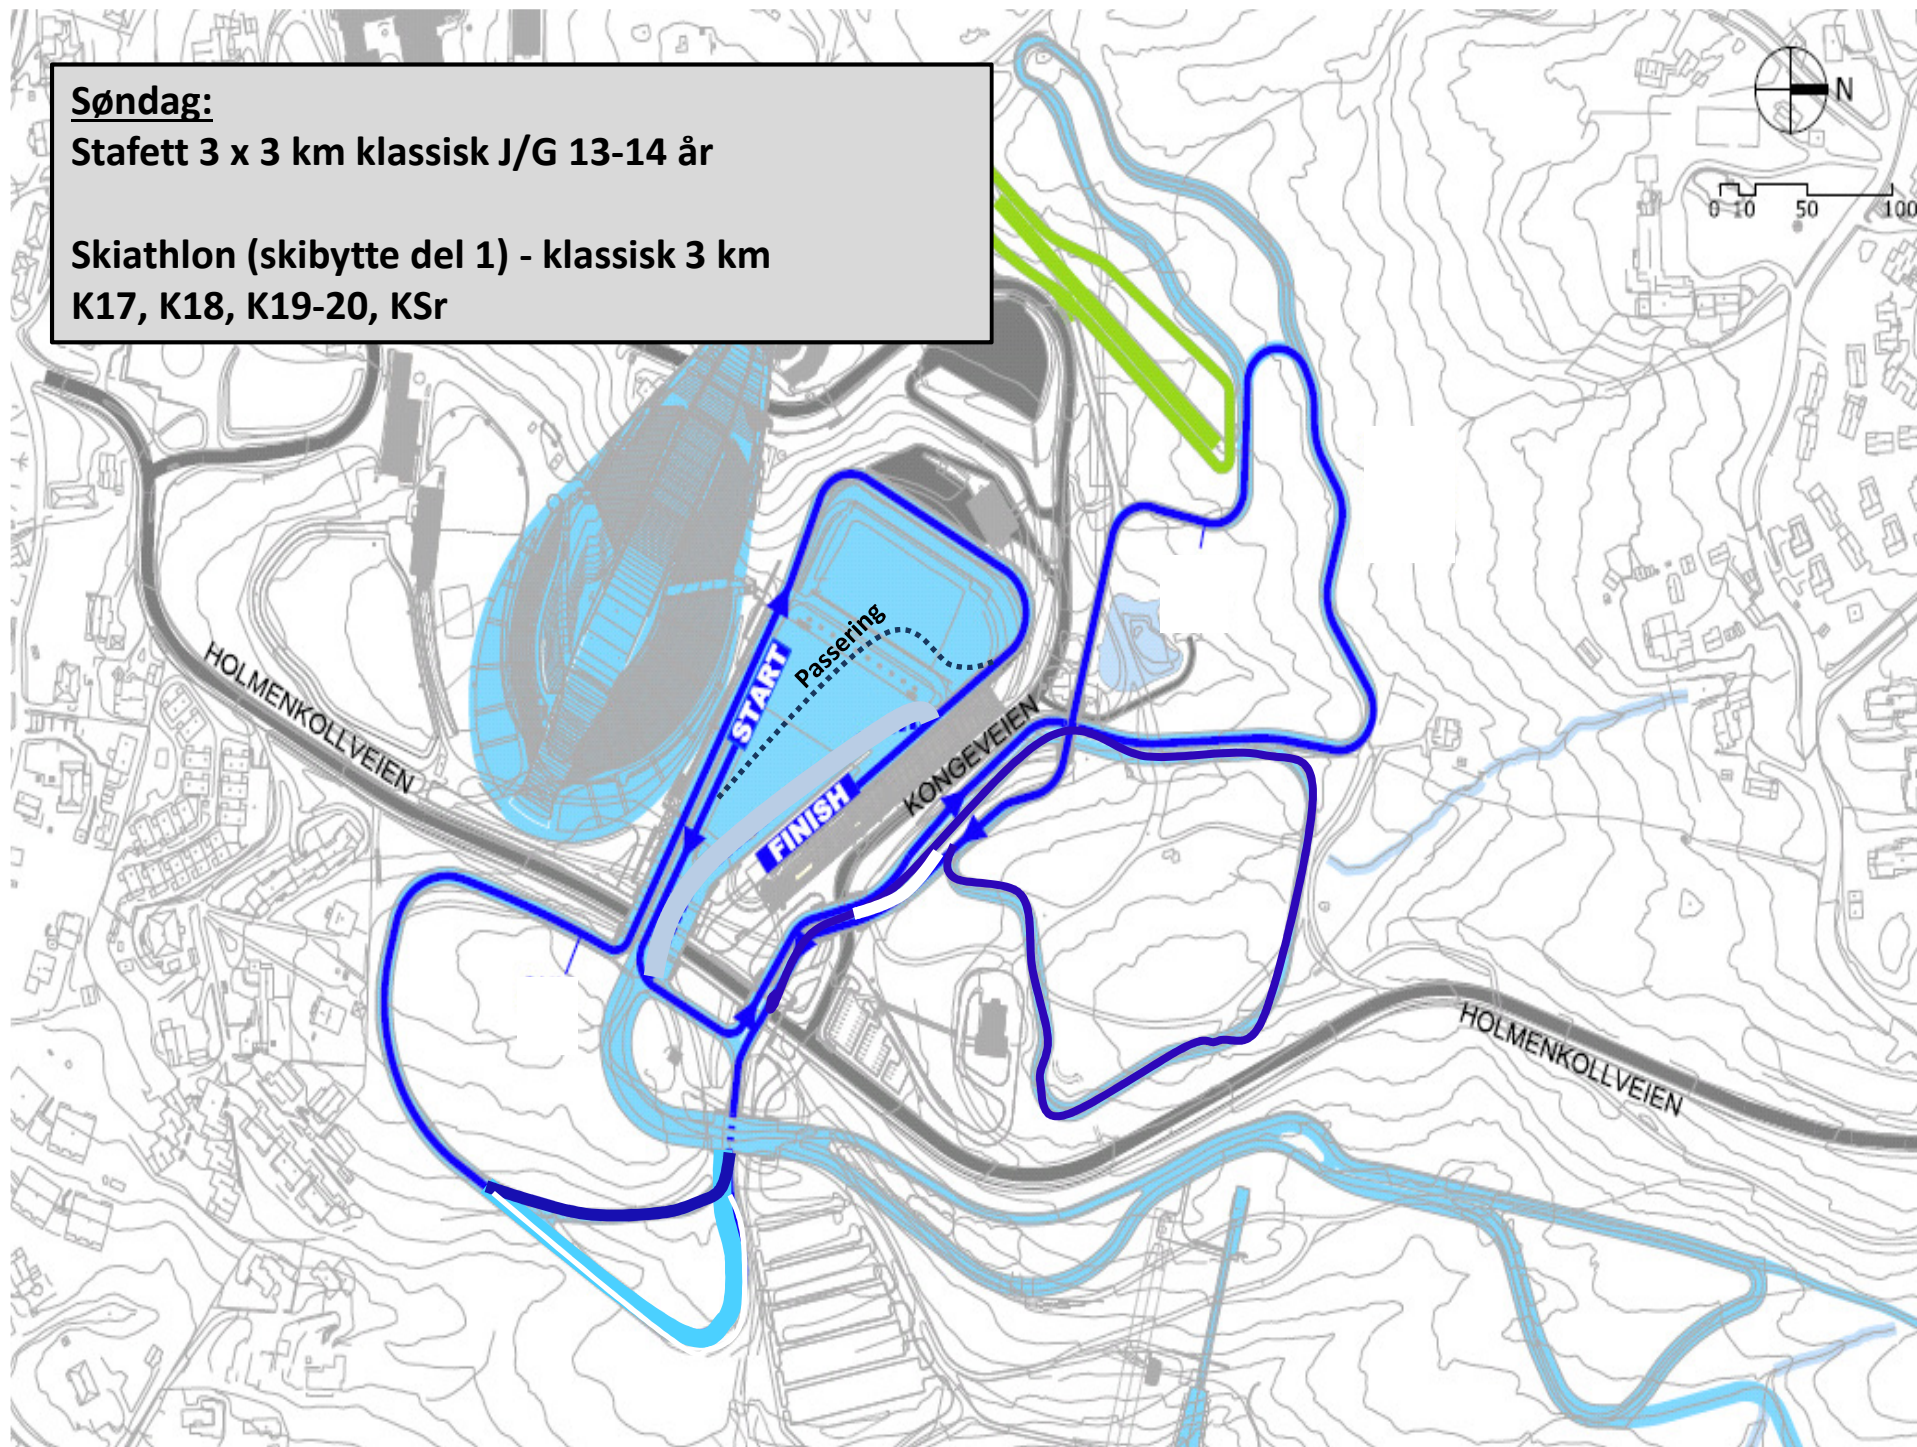 Søndag:
Stafett 3 x 3 km klassisk J/G 13-14 år
Skiathlon (skibytte del 1) - klassisk 3 km
K17, K18, K19-20, KSr
N
0 10 50 100
Passering
START
HOLMENKOLLVEIEN
KONGEVEIEN
FINISH
HOLMENKOLLVEIEN